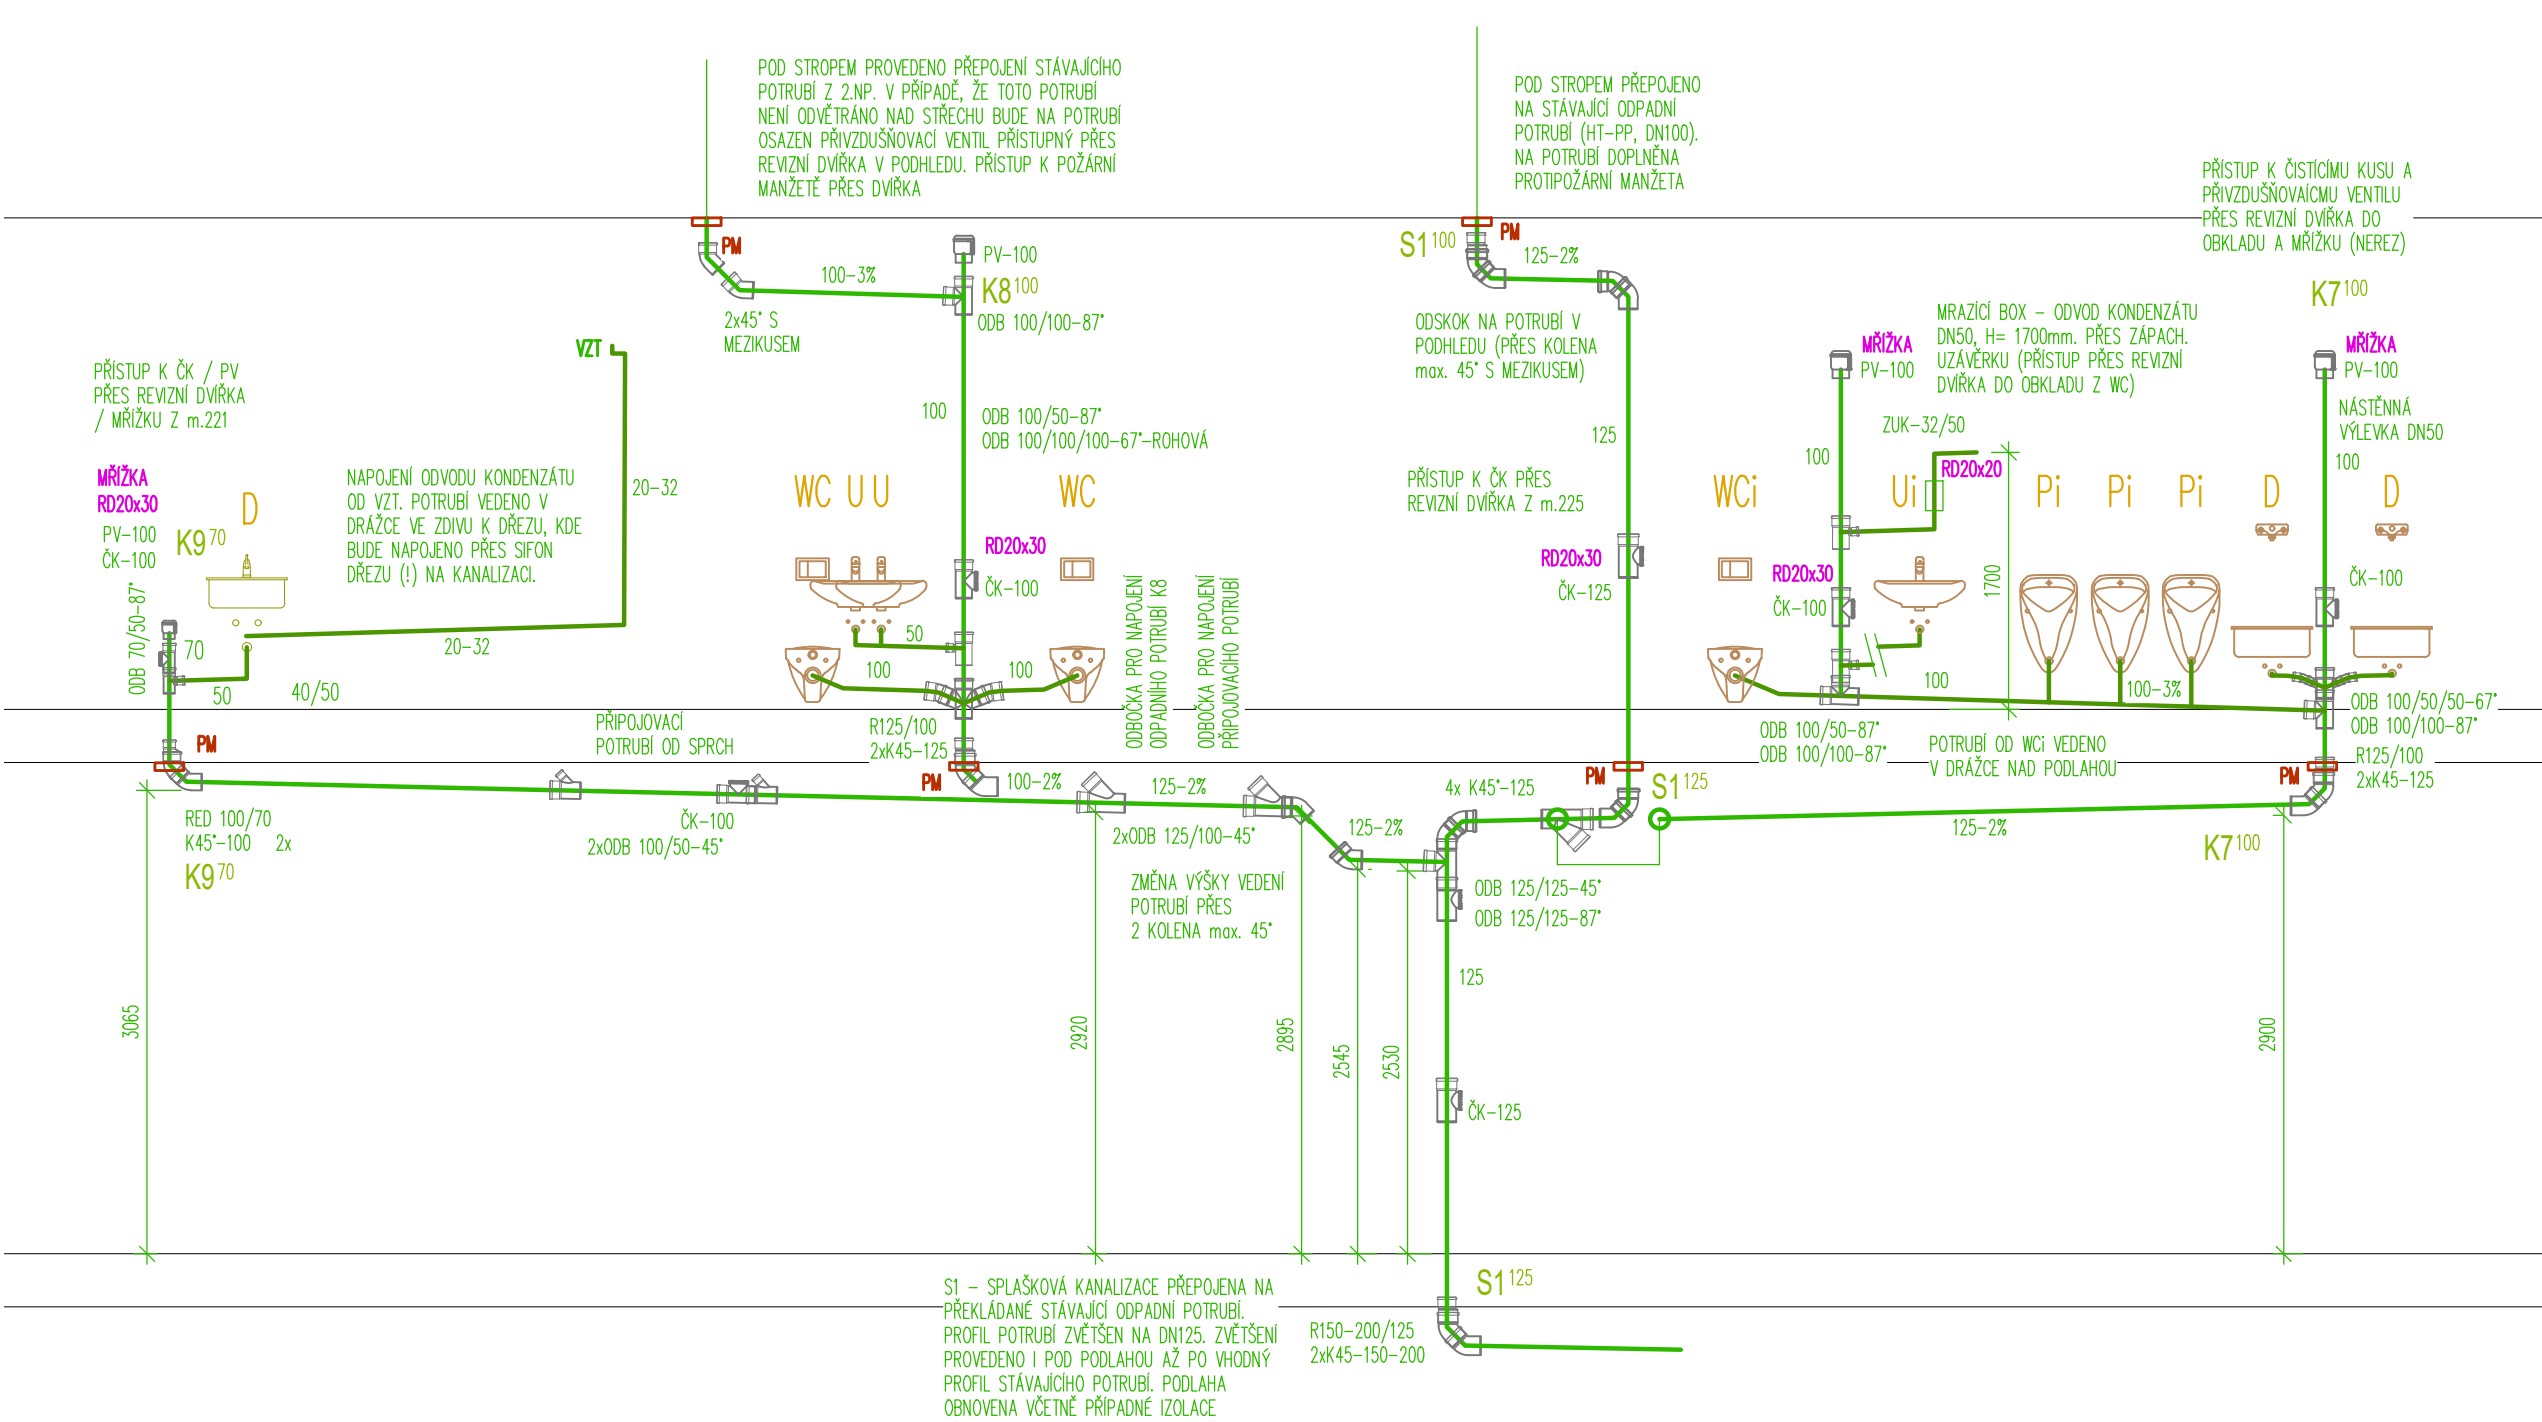 POD STROPEM PROVEDENO PŘEPOJENÍ STÁVAJÍCÍHO
POTRUBÍ Z 2.NP. V PŘÍPADĚ, ŽE TOTO POTRUBÍ
NENÍ ODVĚTRÁNO NAD STŘECHU BUDE NA POTRUBÍ
OSAZEN PŘIVZDUŠŇOVACÍ VENTIL PŘÍSTUPNÝ PŘES
REVIZNÍ DVÍŘKA V PODHLEDU. PŘÍSTUP K POŽÁRNÍ
MANŽETĚ PŘES DVÍŘKA
POD STROPEM PŘEPOJENO
NA STÁVAJÍCÍ ODPADNÍ
POTRUBÍ (HT-PP, DN100).
NA POTRUBÍ DOPLNĚNA
PROTIPOŽÁRNÍ MANŽETA
PŘÍSTUP K ČISTÍCÍMU KUSU A
PŘIVZDUŠŇOVAÍCMU VENTILU
PŘES REVIZNÍ DVÍŘKA DO
OBKLADU A MŘÍŽKU (NEREZ)
PM
PV-100
100-3%
K8 100
ODB 100/100-87°
2x45° S
MEZIKUSEM
S1 100
PM
125-2%
ODSKOK NA POTRUBÍ V
PODHLEDU (PŘES KOLENA
max. 45° S MEZIKUSEM)
K7 100
MRAZÍCÍ BOX - ODVOD KONDENZÁTU
DN50, H= 1700mm. PŘES ZÁPACH.
UZÁVĚRKU (PŘÍSTUP PŘES REVIZNÍ
DVÍŘKA DO OBKLADU Z WC)
MŘÍŽKA
PV-100
MŘÍŽKA
PV-100
NÁSTĚNNÁ
VÝLEVKA DN50
100
VZT
PŘÍSTUP K ČK / PV
PŘES REVIZNÍ DVÍŘKA
/ MŘÍŽKU Z m.221
100
ODB 100/50-87°
ODB 100/100/100-67°-ROHOVÁ
125
ZUK-32/50
100
RD20x20
MŘÍŽKA
RD20x30
PV-100
ČK-100
K9 70
D
NAPOJENÍ ODVODU KONDENZÁTU
OD VZT. POTRUBÍ VEDENO V
DRÁŽCE VE ZDIVU K DŘEZU, KDE
BUDE NAPOJENO PŘES SIFON
DŘEZU (!) NA KANALIZACI.
20-32
WC U U
WC
PŘÍSTUP K ČK PŘES
REVIZNÍ DVÍŘKA Z m.225
WCi
Ui
Pi
Pi
Pi
D
D
RD20x30
ČK-100
RD20x30
ČK-125
RD20x30
ČK-100
1700
ČK-100
ODB 70/50-87°
70
50
40/50
20-32
50
100
100
ODBOČKA PRO NAPOJENÍ
ODPADNÍHO POTRUBÍ K8
ODBOČKA PRO NAPOJENÍ
PŘIPOJOVACÍHO POTRUBÍ
100
100-3%
ODB 100/50/50-67°
ODB 100/100-87°
PM
PŘIPOJOVACÍ
POTRUBÍ OD SPRCH
R125/100
2xK45-125
PM
100-2%
125-2%
ODB 100/50-87°
ODB 100/100-87°
POTRUBÍ OD WCi VEDENO
V DRÁŽCE NAD PODLAHOU
R125/100
2xK45-125
PM
PM
S1 125
4x K45°-125
RED 100/70
K45°-100 2x
K9 70
ČK-100
2xODB 100/50-45°
2xODB 125/100-45°
125-2%
125-2%
K7 100
ZMĚNA VÝŠKY VEDENÍ
POTRUBÍ PŘES
2 KOLENA max. 45°
ODB 125/125-45°
ODB 125/125-87°
125
3065
2920
2895
2545
2530
2900
ČK-125
S1 125
S1 - SPLAŠKOVÁ KANALIZACE PŘEPOJENA NA
PŘEKLÁDANÉ STÁVAJÍCÍ ODPADNÍ POTRUBÍ.
PROFIL POTRUBÍ ZVĚTŠEN NA DN125. ZVĚTŠENÍ
PROVEDENO I POD PODLAHOU AŽ PO VHODNÝ
PROFIL STÁVAJÍCÍHO POTRUBÍ. PODLAHA
OBNOVENA VČETNĚ PŘÍPADNÉ IZOLACE
R150-200/125
2xK45-150-200